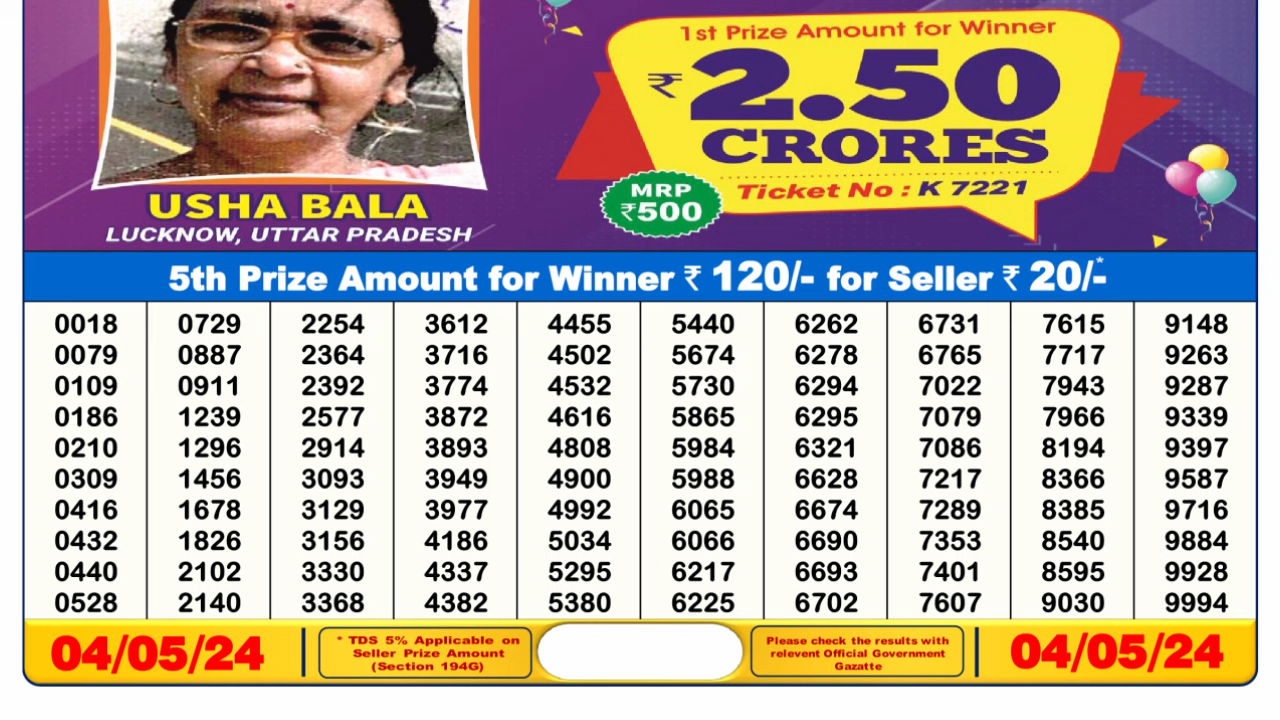 1st Prize Amount for Winner
₹2.50
CRORES
MRP
₹500
Ticket No : K 7221
USHA BALA
LUCKNOW, UTTAR PRADESH
5th Prize Amount for Winner ₹ 120/- for Seller ₹ 20/-*
0018 0729 2254 3612 4455 5440 6262 6731 7615 9148
0079 0887 2364 3716 4502 5674 6278 6765 7717 9263
0109 0911 2392 3774 4532 5730 6294 7022 7943 9287
0186 1239 2577 3872 4616 5865 6295 7079 7966 9339
0210 1296 2914 3893 4808 5984 6321 7086 8194 9397
0309 1456 3093 3949 4900 5988 6628 7217 8366 9587
0416 1678 3129 3977 4992 6065 6674 7289 8385 9716
0432 1826 3156 4186 5034 6066 6690 7353 8540 9884
0440 2102 3330 4337 5295 6217 6693 7401 8595 9928
0528 2140 3368 4382 5380 6225 6702 7607 9030 9994
04/05/24
* TDS 5% Applicable on
Seller Prize Amount
(Section 194G)
Please check the results with
relevent Official Government
Gazatte
04/05/24